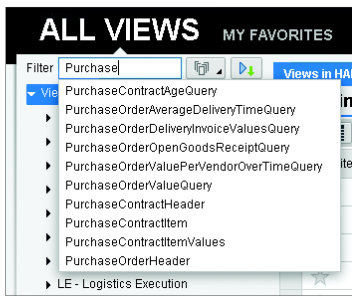 ALL VIEWS MY FAVORITES
Filter Purchase
Views in HA
Vie
PurchaseContractAgeQuery
PurchaseOrderAverageDeliveryTimeQuery
PurchaseOrderDeliveryInvoiceValuesQuery
PurchaseOrderOpenGoodsReceiptQuery
PurchaseOrderValuePerVendorOverTimeQuery
PurchaseOrderValueQuery
PurchaseContractHeader
PurchaseContractItem
PurchaseContractItemValues
PurchaseOrderHeader
LE - Logistics Execution